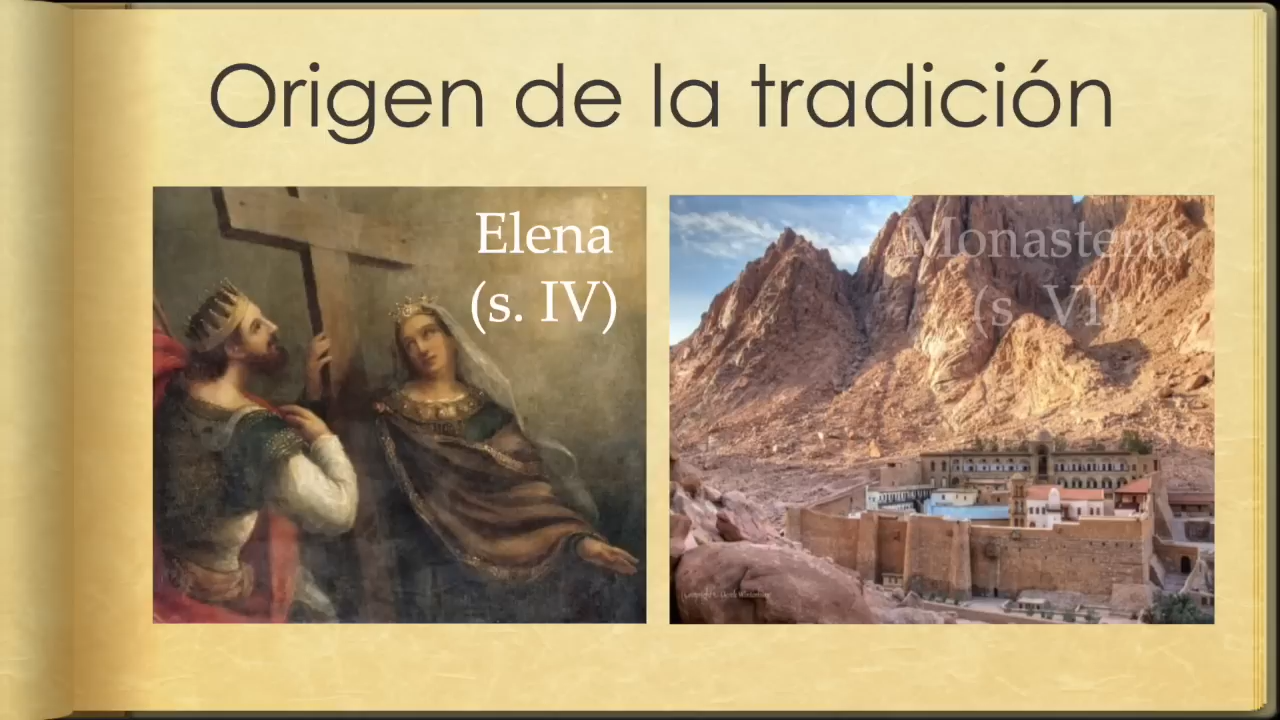 Origen de la tradición
Elena
(s. IV)
Monasterio
(s. VI)